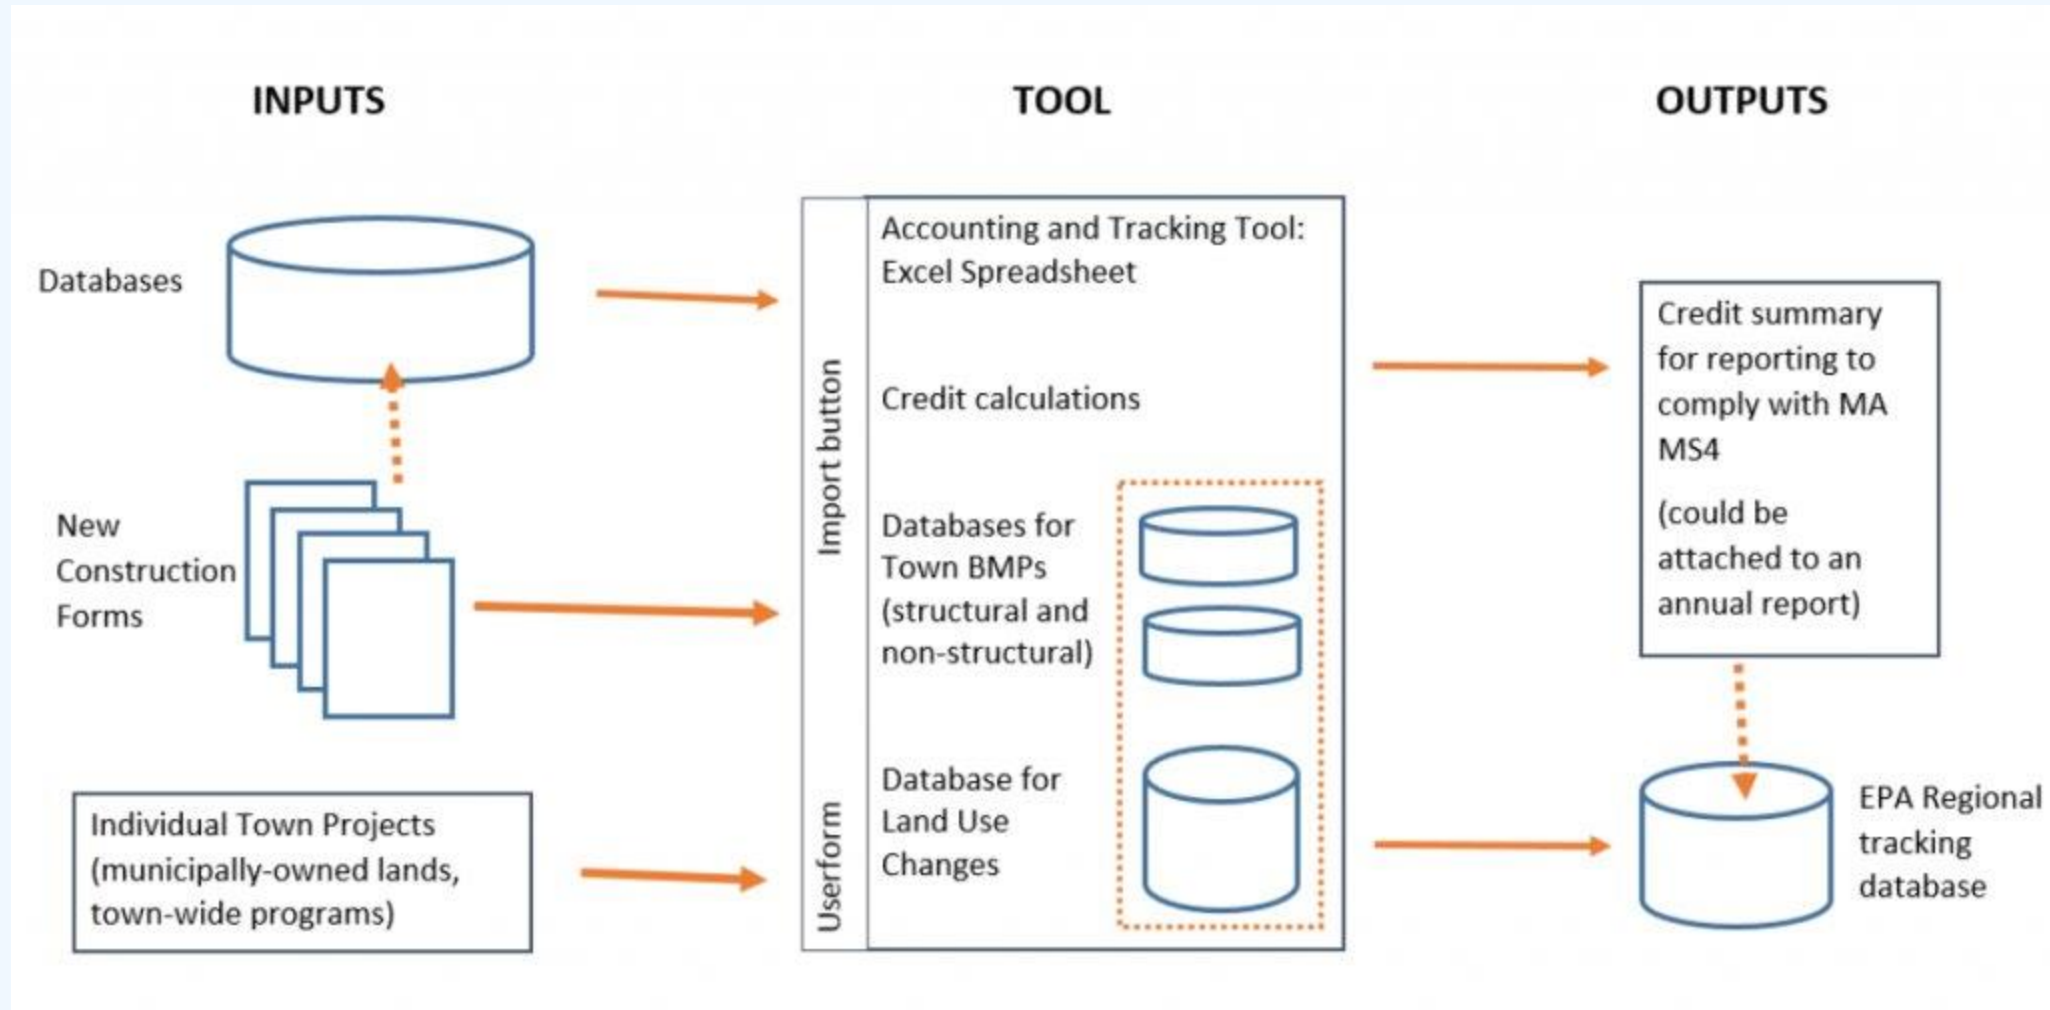 INPUTS
TOOL
OUTPUTS
Databases
New
Construction
Forms
Individual Town Projects
(municipally-owned lands,
town-wide programs)
Import button
Userform
Accounting and Tracking Tool:
Excel Spreadsheet
Credit calculations
Databases for
Town BMPs
(structural and
non-structural)
Database for
Land Use
Changes
Credit summary
for reporting to
comply with MA
MS4
(could be
attached to an
annual report)
EPA Regional
tracking
database